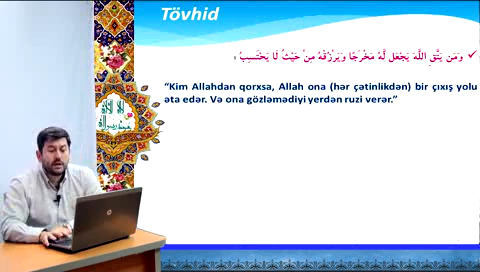 Tövhid
✓ وَمَن يَتَّقِ اللَّهَ يَجْعَل لَّهُ مَخْرَجًا وَيَرْزُقْهُ مِنْ حَيْثُ لَا يَحْتَسِبُ :
“Kim Allahdan qorxsa, Allah ona (hər çətinlikdən) bir çıxış yolu
əta edər. Və ona gözləmədiyi yerdən ruzi verər.”